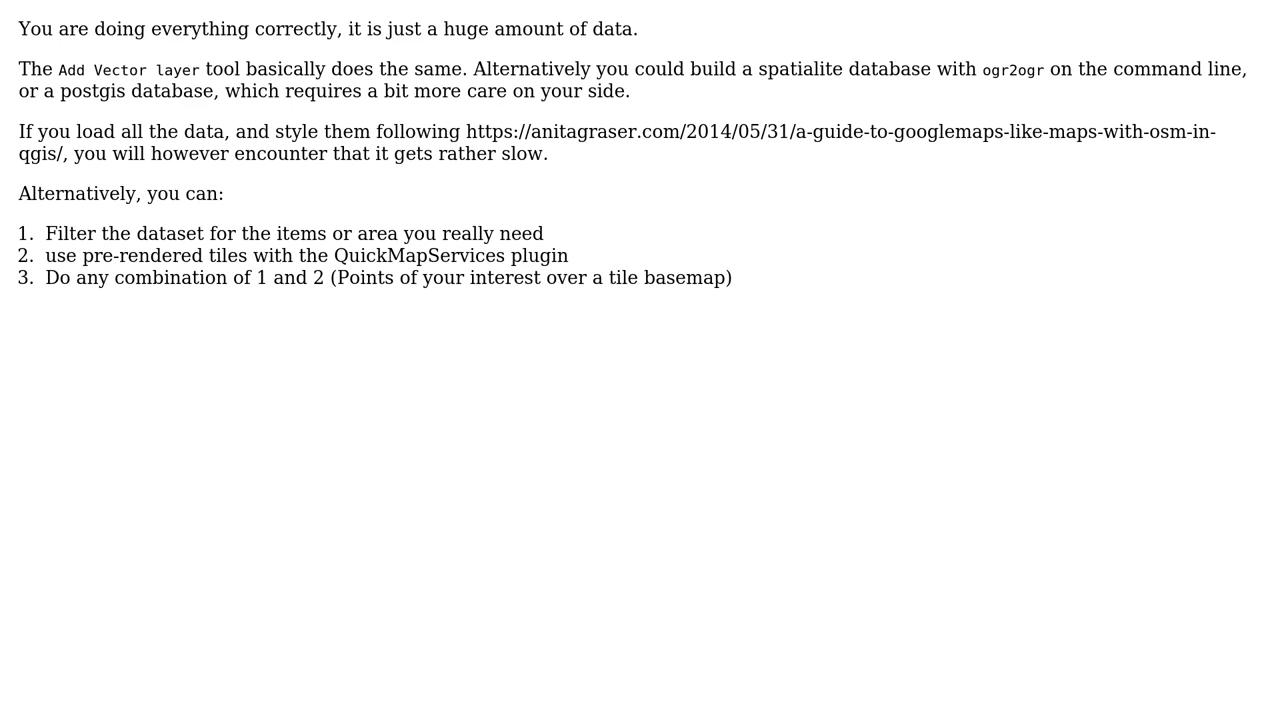 You are doing everything correctly, it is just a huge amount of data.
The Add Vector layer tool basically does the same. Alternatively you could build a spatialite database with ogr2ogr on the command line,
or a postgis database, which requires a bit more care on your side.
If you load all the data, and style them following https://anitagraser.com/2014/05/31/a-guide-to-googlemaps-like-maps-with-osm-in-
qgis/, you will however encounter that it gets rather slow.
Alternatively, you can:
1. Filter the dataset for the items or area you really need
2. use pre-rendered tiles with the QuickMapServices plugin
3. Do any combination of 1 and 2 (Points of your interest over a tile basemap)